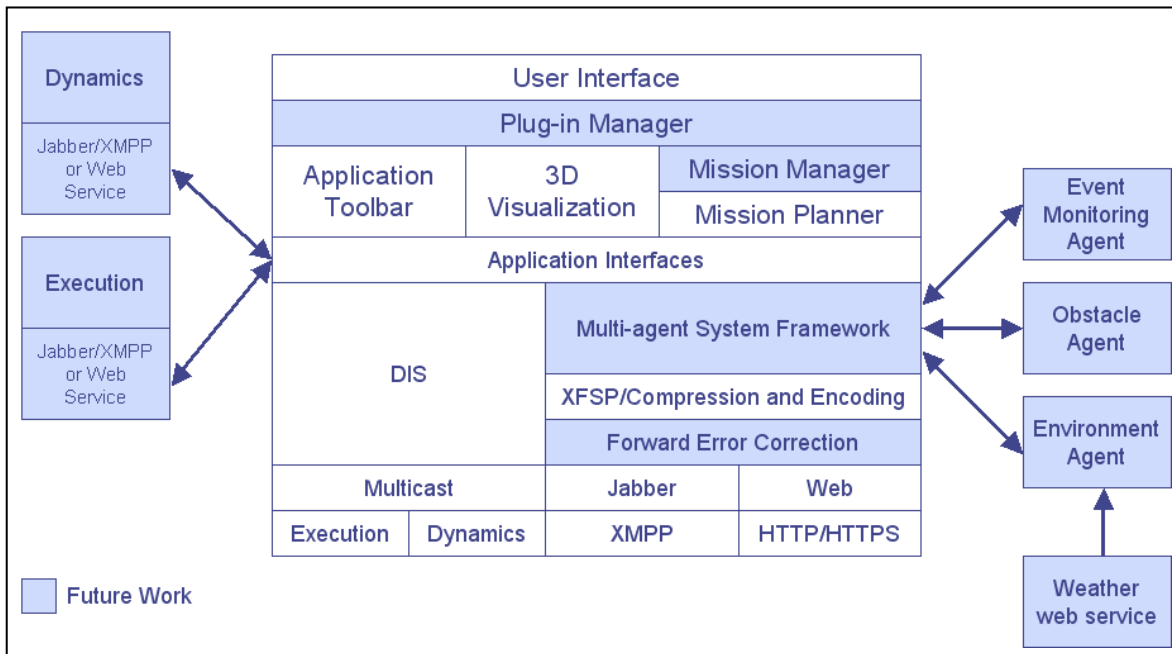 Dynamics
Jabber/XMPP
or Web
Service
Execution
Jabber/XMPP
or Web
Service
User Interface
Plug-in Manager
Application
Toolbar
3D
Visualization
Mission Manager
Mission Planner
Application Interfaces
DIS
Multi-agent System Framework
XFSP/Compression and Encoding
Forward Error Correction
Multicast
Jabber
Web
Execution
Dynamics
XMPP
HTTP/HTTPS
Event
Monitoring
Agent
Obstacle
Agent
Environment
Agent
Weather
web service
Future Work